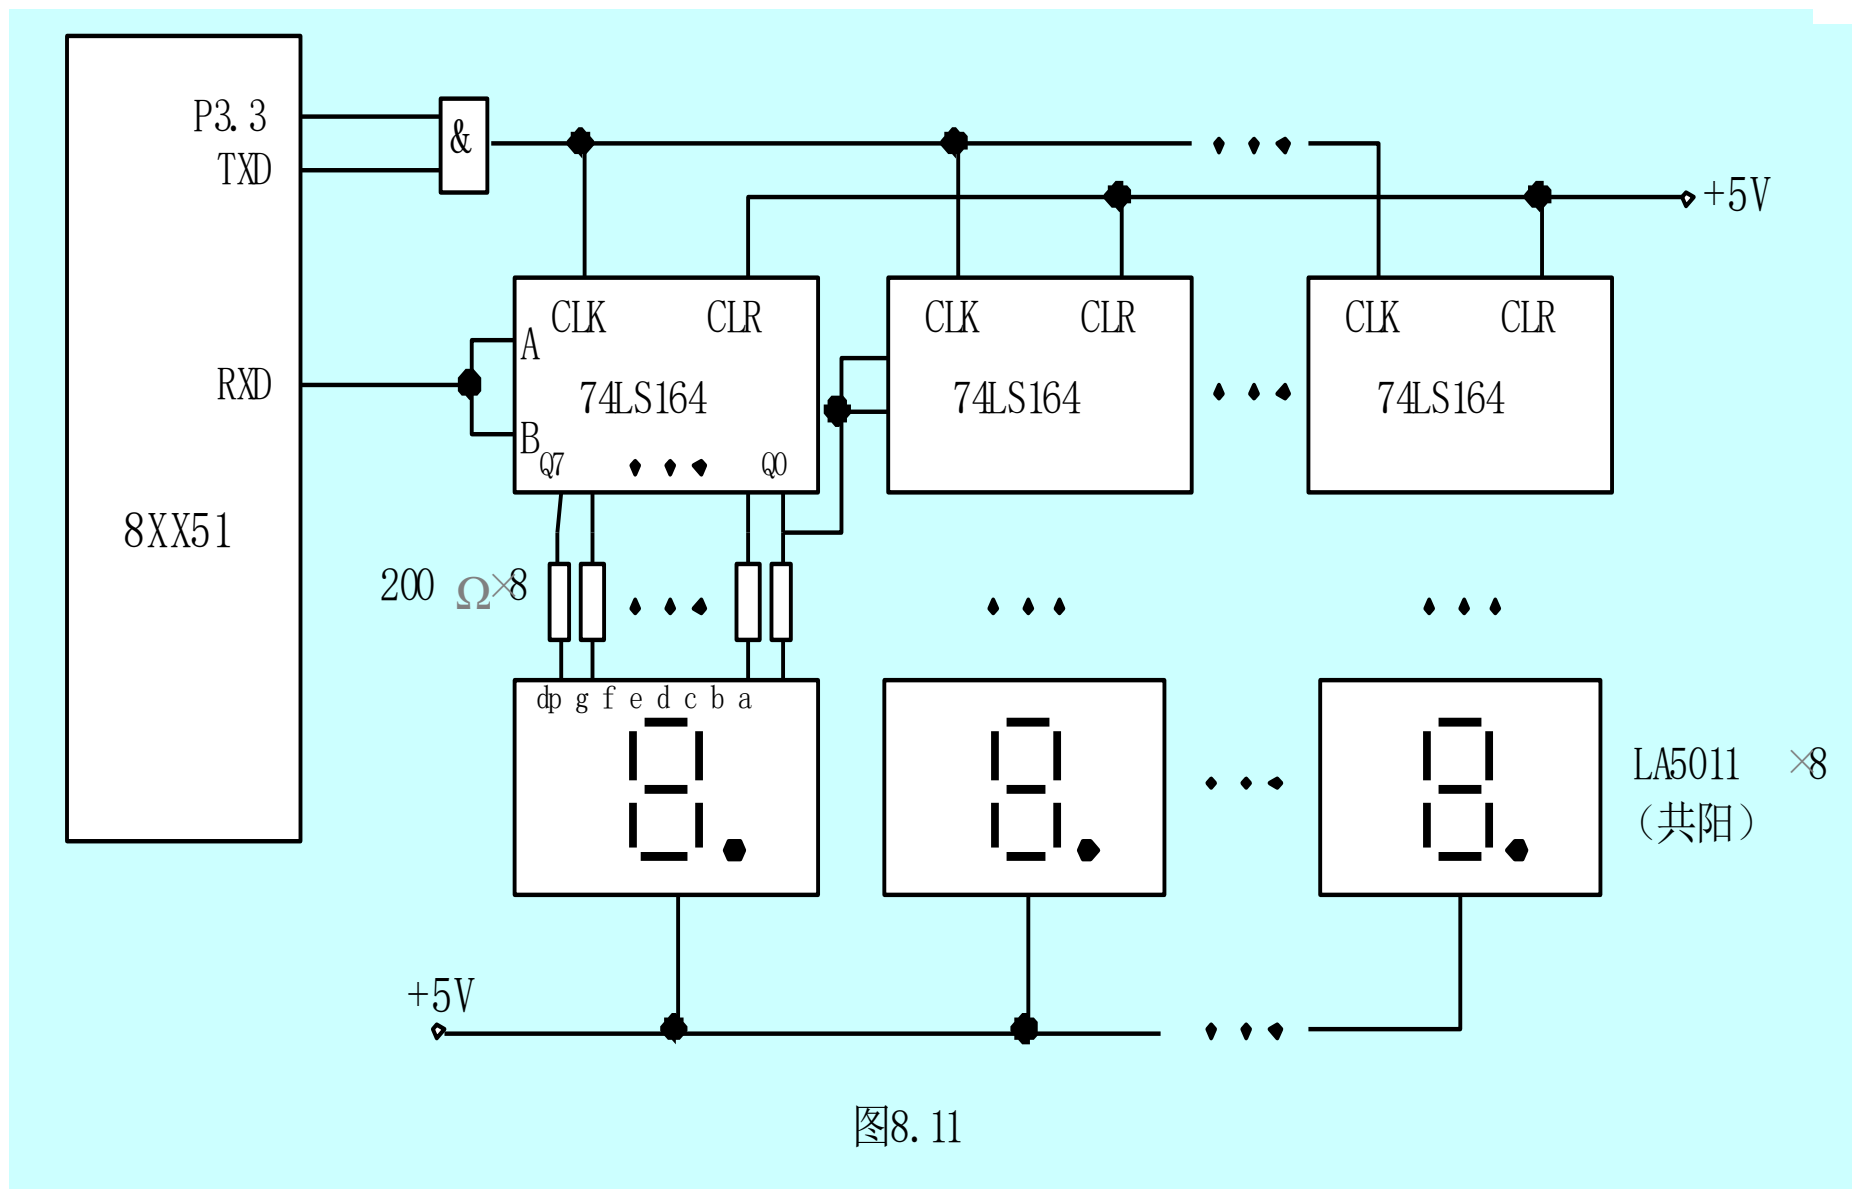 P3.3
&
TXD
+5V
CLK CLR
CLK CLR
CLK CLR
A
RXD
74LS164
74LS164
74LS164
B
Q7 Q0
8XX51
200 Ω×8
dp g f e d c b a
LA5011 ×8
（共阳）
+5V
图8.11